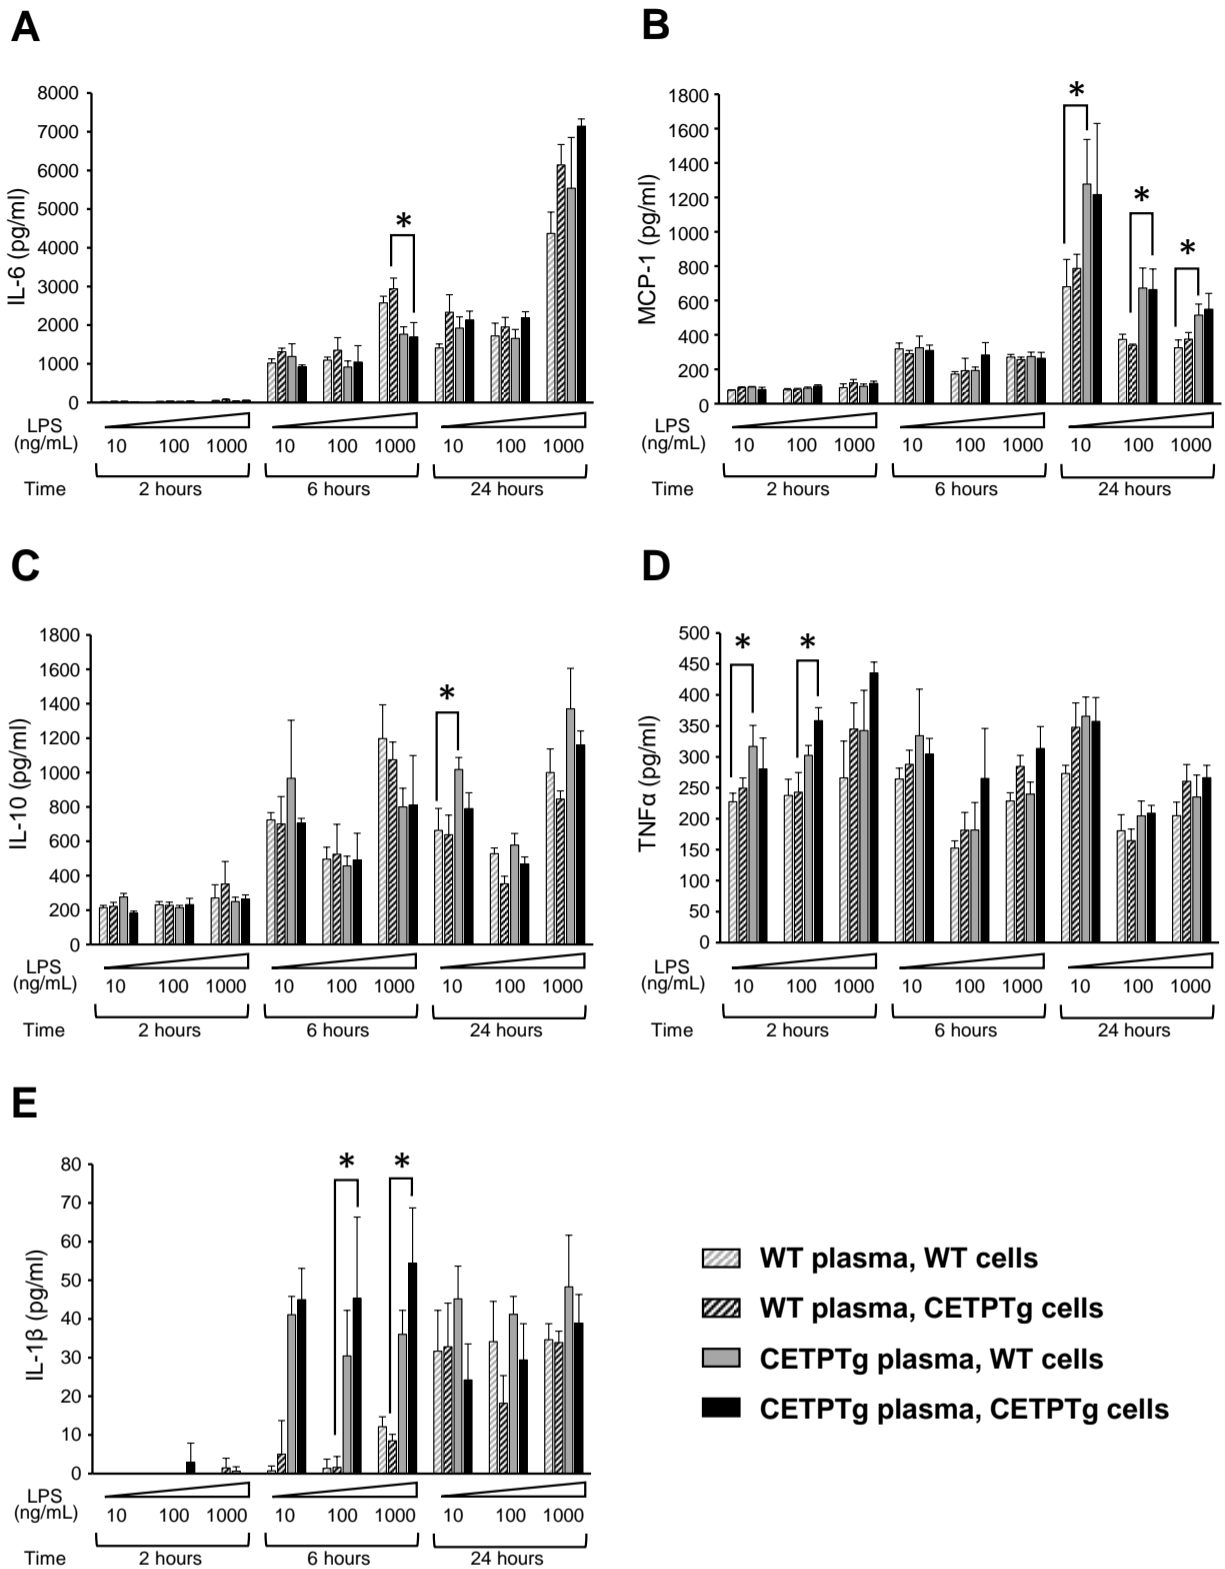 A
8000
7000
6000
5000
4000
3000
2000
1000
0
IL-6 (pg/ml)
*
LPS
(ng/mL)
10 100 1000 10 100 1000 10 100 1000
Time 2 hours 6 hours 24 hours
B
1800
1600
1400
1200
1000
800
600
400
200
0
MCP-1 (pg/ml)
* * *
LPS
(ng/mL)
10 100 1000 10 100 1000 10 100 1000
Time 2 hours 6 hours 24 hours
C
1800
1600
1400
1200
1000
800
600
400
200
0
IL-10 (pg/ml)
*
LPS
(ng/mL)
10 100 1000 10 100 1000 10 100 1000
Time 2 hours 6 hours 24 hours
D
500
450
400
350
300
250
200
150
100
50
0
TNFα (pg/ml)
* *
LPS
(ng/mL)
10 100 1000 10 100 1000 10 100 1000
Time 2 hours 6 hours 24 hours
E
80
70
60
50
40
30
20
10
0
IL-1β (pg/ml)
* *
LPS
(ng/mL)
10 100 1000 10 100 1000 10 100 1000
Time 2 hours 6 hours 24 hours
WT plasma, WT cells
WT plasma, CETPTg cells
CETPTg plasma, WT cells
CETPTg plasma, CETPTg cells